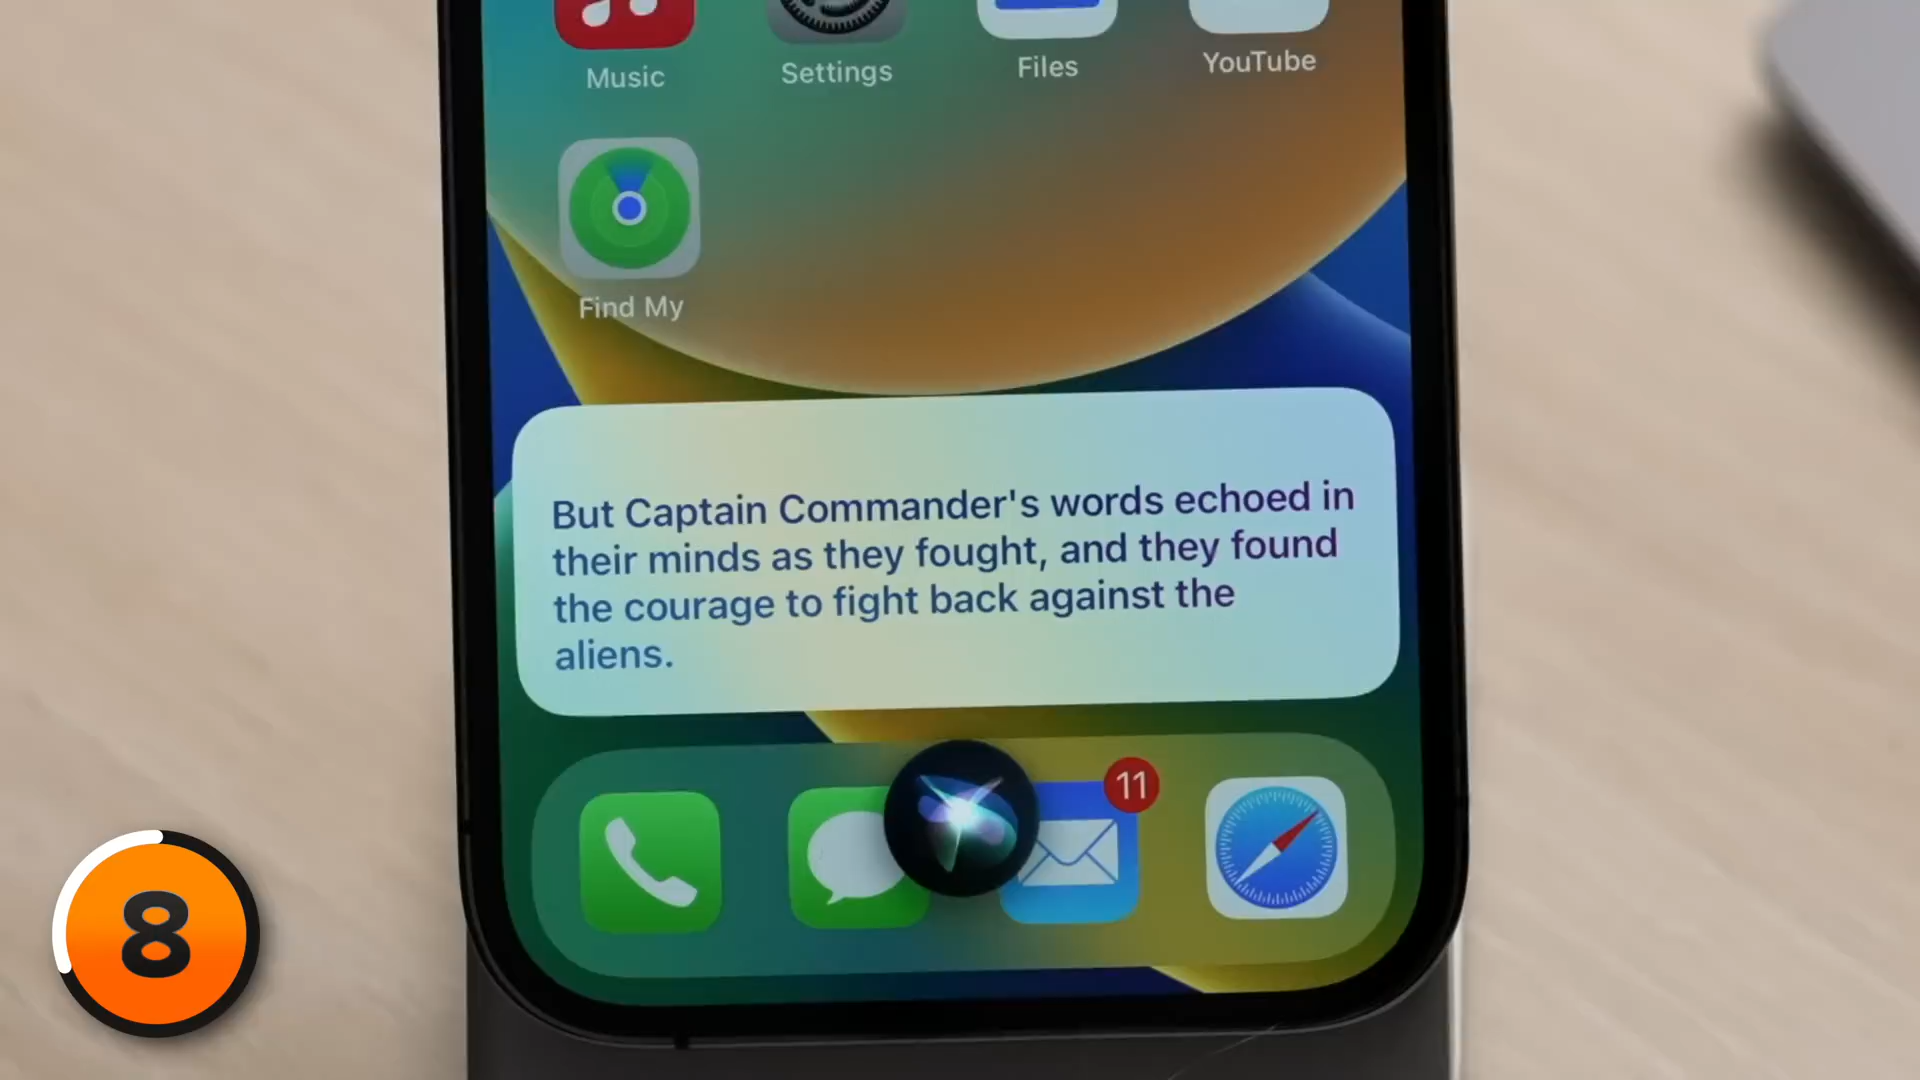 Music
Settings
Files
YouTube
Find My
But Captain Commander's words echoed in
their minds as they fought, and they found
the courage to fight back against the
aliens.
11
8